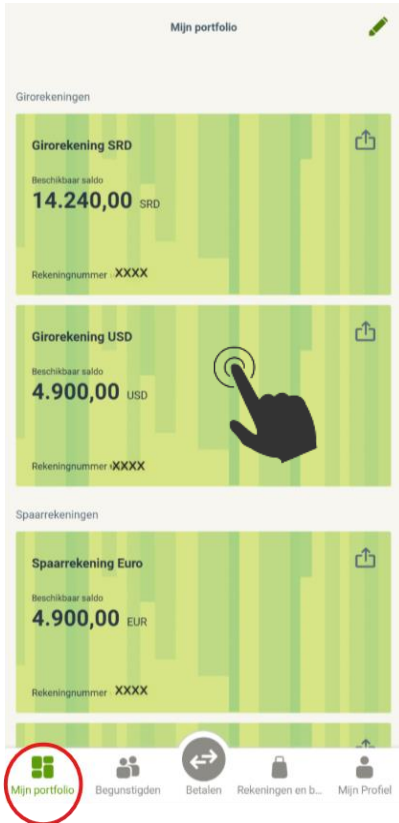 Mijn portfolio
Girorekeningen
Girorekening SRD
Beschikbaar saldo
14.240,00 SRD
Rekeningnummer XXXX
Girorekening USD
Beschikbaar saldo
4.900,00 USD
Rekeningnummer XXXX
Spaarrekeningen
Spaarrekening Euro
Beschikbaar saldo
4.900,00 EUR
Rekeningnummer XXXX
Mijn portfolio Begunstigden Betalen Rekeningen en b... Mijn Profiel